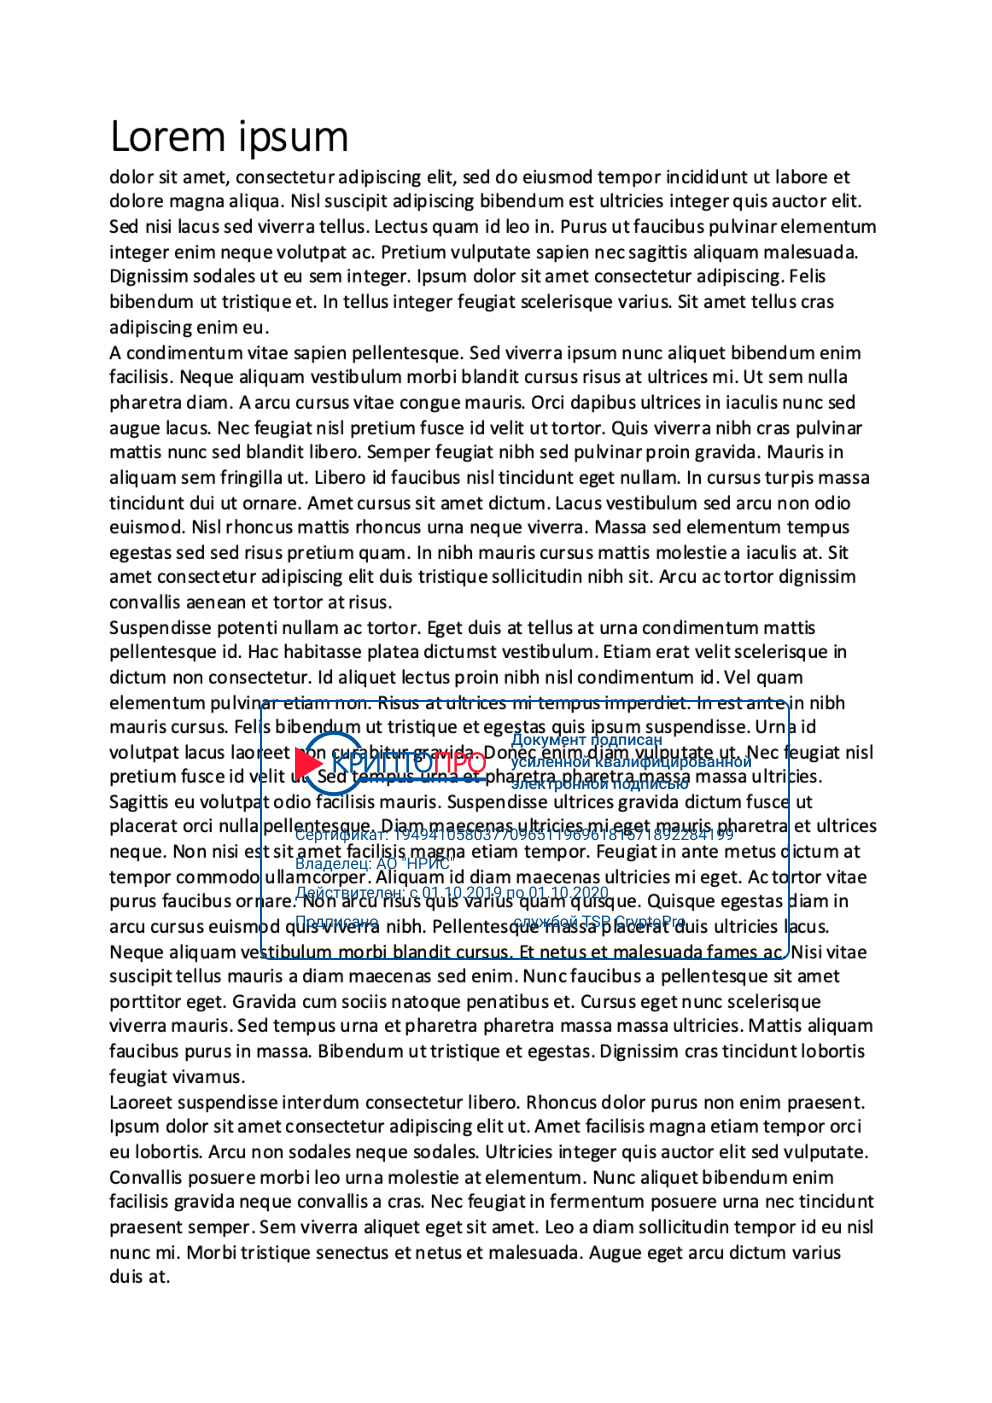 Lorem ipsum
dolor sit amet, consectetur adipiscing elit, sed do eiusmod tempor incididunt ut labore et
dolore magna aliqua. Nisl suscipit adipiscing bibendum est ultricies integer quis auctor elit.
Sed nisi lacus sed viverra tellus. Lectus quam id leo in. Purus ut faucibus pulvinar elementum
integer enim neque volutpat ac. Pretium vulputate sapien nec sagittis aliquam malesuada.
Dignissim sodales ut eu sem integer. Ipsum dolor sit amet consectetur adipiscing. Felis
bibendum ut tristique et. In tellus integer feugiat scelerisque varius. Sit amet tellus cras
adipiscing enim eu.
A condimentum vitae sapien pellentesque. Sed viverra ipsum nunc aliquet bibendum enim
facilisis. Neque aliquam vestibulum morbi blandit cursus risus at ultrices mi. Ut sem nulla
pharetra diam. A arcu cursus vitae congue mauris. Orci dapibus ultrices in iaculis nunc sed
augue lacus. Nec feugiat nisl pretium fusce id velit ut tortor. Quis viverra nibh cras pulvinar
mattis nunc sed blandit libero. Semper feugiat nibh sed pulvinar proin gravida. Mauris in
aliquam sem fringilla ut. Libero id faucibus nisl tincidunt eget nullam. In cursus turpis massa
tincidunt dui ut ornare. Amet cursus sit amet dictum. Lacus vestibulum sed arcu non odio
euismod. Nisl rhoncus mattis rhoncus urna neque viverra. Massa sed elementum tempus
egestas sed sed risus pretium quam. In nibh mauris cursus mattis molestie a iaculis at. Sit
amet consectetur adipiscing elit duis tristique sollicitudin nibh sit. Arcu ac tortor dignissim
convallis aenean et tortor at risus.
Suspendisse potenti nullam ac tortor. Eget duis at tellus at urna condimentum mattis
pellentesque id. Hac habitasse platea dictumst vestibulum. Etiam erat velit scelerisque in
dictum non consectetur. Id aliquet lectus proin nibh nisl condimentum id. Vel quam
elementum pulvinar etiam non. Risus at ultrices mi tempus imperdiet. In est ante in nibh
mauris cursus. Felis bibendum ut tristique et egestas quis ipsum suspendisse. Urna id
volutpat lacus laoreet non curabitur gravida. Donec enim diam vulputate ut. Nec feugiat nisl
pretium fusce id velit ut. Sed tempus urna et pharetra pharetra massa massa ultricies.
Sagittis eu volutpat odio facilisis mauris. Suspendisse ultrices gravida dictum fusce ut
placerat orci nulla pellentesque. Diam maecenas ultricies mi eget mauris pharetra et ultrices
neque. Non nisi est sit amet facilisis magna etiam tempor. Feugiat in ante metus dictum at
tempor commodo ullamcorper. Aliquam id diam maecenas ultricies mi eget. Ac tortor vitae
purus faucibus ornare. Non arcu risus quis varius quam quisque. Quisque egestas diam in
arcu cursus euismod quis viverra nibh. Pellentesque massa placerat duis ultricies lacus.
Neque aliquam vestibulum morbi blandit cursus. Et netus et malesuada fames ac. Nisi vitae
suscipit tellus mauris a diam maecenas sed enim. Nunc faucibus a pellentesque sit amet
porttitor eget. Gravida cum sociis natoque penatibus et. Cursus eget nunc scelerisque
viverra mauris. Sed tempus urna et pharetra pharetra massa massa ultricies. Mattis aliquam
faucibus purus in massa. Bibendum ut tristique et egestas. Dignissim cras tincidunt lobortis
feugiat vivamus.
Laoreet suspendisse interdum consectetur libero. Rhoncus dolor purus non enim praesent.
Ipsum dolor sit amet consectetur adipiscing elit ut. Amet facilisis magna etiam tempor orci
eu lobortis. Arcu non sodales neque sodales. Ultricies integer quis auctor elit sed vulputate.
Convallis posuere morbi leo urna molestie at elementum. Nunc aliquet bibendum enim
facilisis gravida neque convallis a cras. Nec feugiat in fermentum posuere urna nec tincidunt
praesent semper. Sem viverra aliquet eget sit amet. Leo a diam sollicitudin tempor id eu nisl
nunc mi. Morbi tristique senectus et netus et malesuada. Augue eget arcu dictum varius
duis at.
КРИПТОПРО
Документ подписан
усиленной квалифицированной
электронной подписью
Сертификат:
Владелец: АО "НРИС"
Действителен: с 01.10.2019 по 01.10.2020
Подписано службой TSP CryptoPro